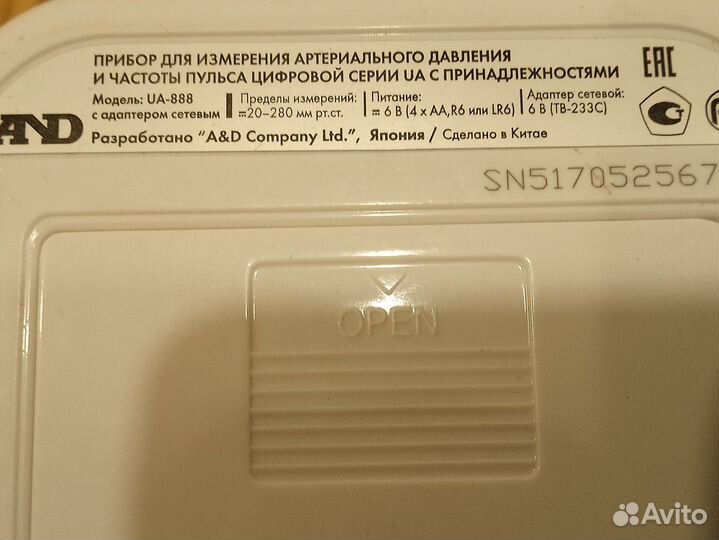 ПРИБОР ДЛЯ ИЗМЕРЕНИЯ АРТЕРИАЛЬНОГО ДАВЛЕНИЯ
И ЧАСТОТЫ ПУЛЬСА ЦИФРОВОЙ СЕРИИ UA С ПРИНАДЛЕЖНОСТЯМИ
EAC
Модель: UA-888
с адаптером сетевым
Пределы измерений:
⎓20–280 мм рт.ст.
Питание:
⎓ 6 В (4 x AA,R6 или LR6)
Адаптер сетевой:
6 В (TB-233C)
AND
Разработано "A&D Company Ltd.", Япония / Сделано в Китае
SN517052567
OPEN
Avito